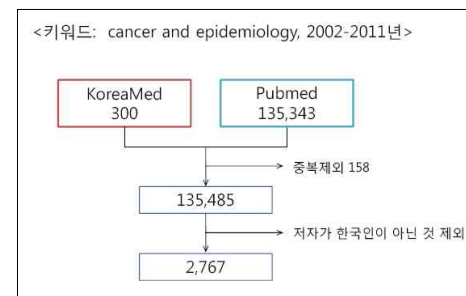 <키워드: cancer and epidemiology, 2002-2011년>
KoreaMed
300
Pubmed
135,343
중복제외 158
135,485
저자가 한국인이 아닌 것 제외
2,767